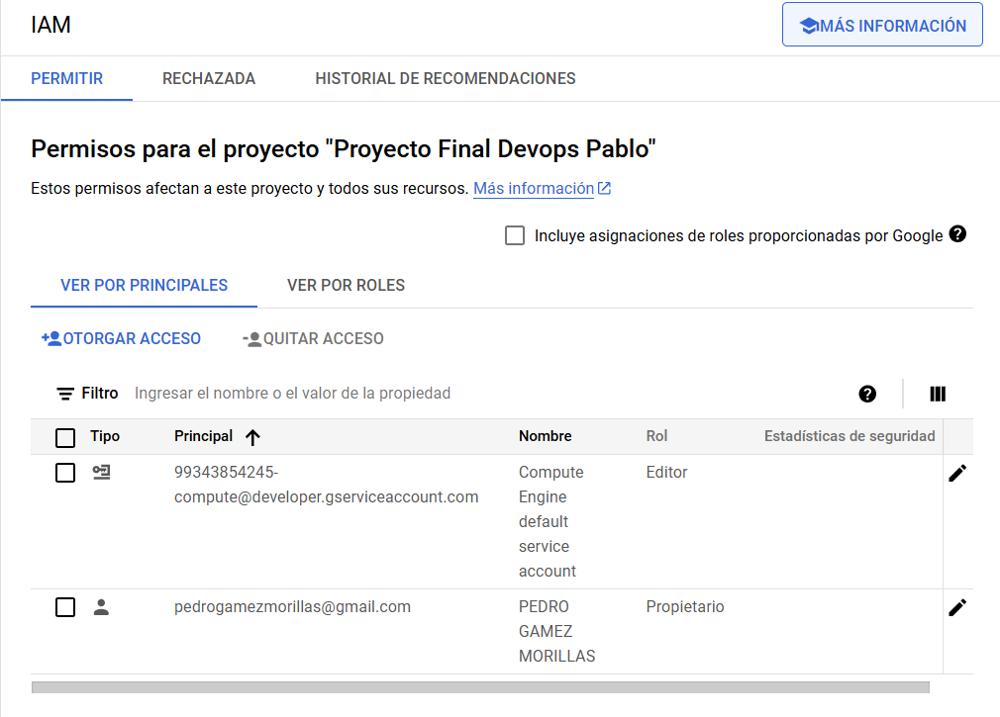 IAM
MÁS INFORMACIÓN
PERMITIR RECHAZADA HISTORIAL DE RECOMENDACIONES
Permisos para el proyecto "Proyecto Final Devops Pablo"
Estos permisos afectan a este proyecto y todos sus recursos. Más información
Incluye asignaciones de roles proporcionadas por Google
VER POR PRINCIPALES VER POR ROLES
OTORGAR ACCESO QUITAR ACCESO
Filtro Ingresar el nombre o el valor de la propiedad
Tipo Principal Nombre Rol Estadísticas de seguridad
99343854245-
compute@developer.gserviceaccount.com
Compute
Engine
default
service
account
Editor
pedrogamezmorillas@gmail.com
PEDRO
GAMEZ
MORILLAS
Propietario